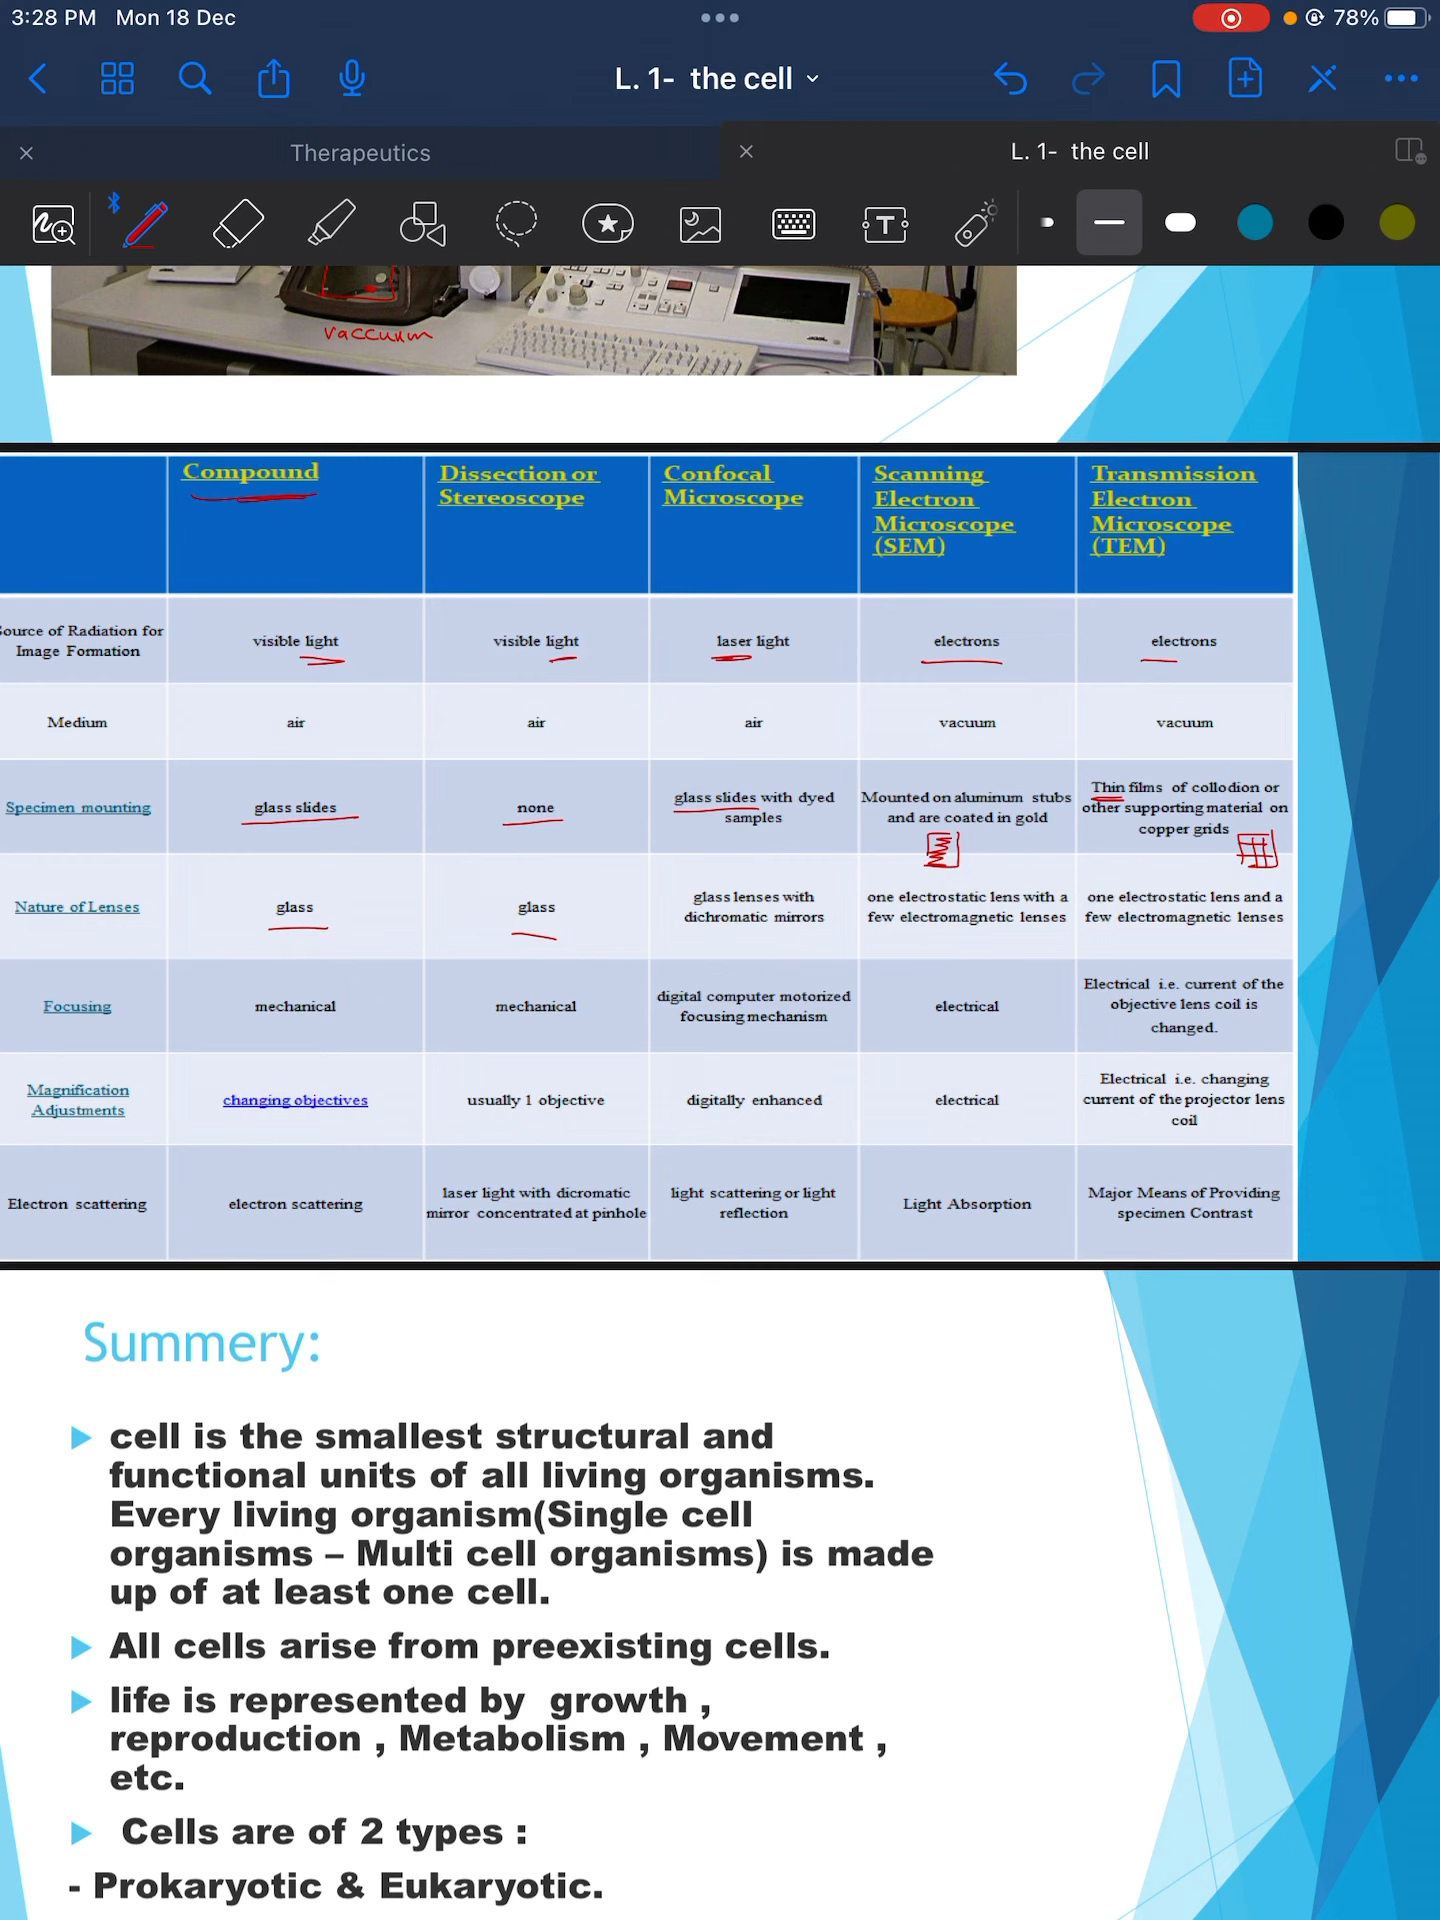 3:28 PM Mon 18 Dec
78%
L. 1- the cell
Therapeutics
L. 1- the cell
T
vaccuum
Compound
Dissection or
Stereoscope
Confocal
Microscope
Scanning
Electron
Microscope
(SEM)
Transmission
Electron
Microscope
(TEM)
Source of Radiation for
Image Formation
visible light
visible light
laser light
electrons
electrons
Medium
air
air
air
vacuum
vacuum
Specimen mounting
glass slides
none
glass slides with dyed
samples
Mounted on aluminum stubs
and are coated in gold
Thin films of collodion or
other supporting material on
copper grids
Nature of Lenses
glass
glass
glass lenses with
dichromatic mirrors
one electrostatic lens with a
few electromagnetic lenses
one electrostatic lens and a
few electromagnetic lenses
Focusing
mechanical
mechanical
digital computer motorized
focusing mechanism
electrical
Electrical i.e. current of the
objective lens coil is
changed.
Magnification
Adjustments
changing objectives
usually 1 objective
digitally enhanced
electrical
Electrical i.e. changing
current of the projector lens
coil
Electron scattering
electron scattering
laser light with dicromatic
mirror concentrated at pinhole
light scattering or light
reflection
Light Absorption
Major Means of Providing
specimen Contrast
Summery:
cell is the smallest structural and
functional units of all living organisms.
Every living organism(Single cell
organisms – Multi cell organisms) is made
up of at least one cell.
All cells arise from preexisting cells.
life is represented by growth ,
reproduction , Metabolism , Movement ,
etc.
Cells are of 2 types :
- Prokaryotic & Eukaryotic.